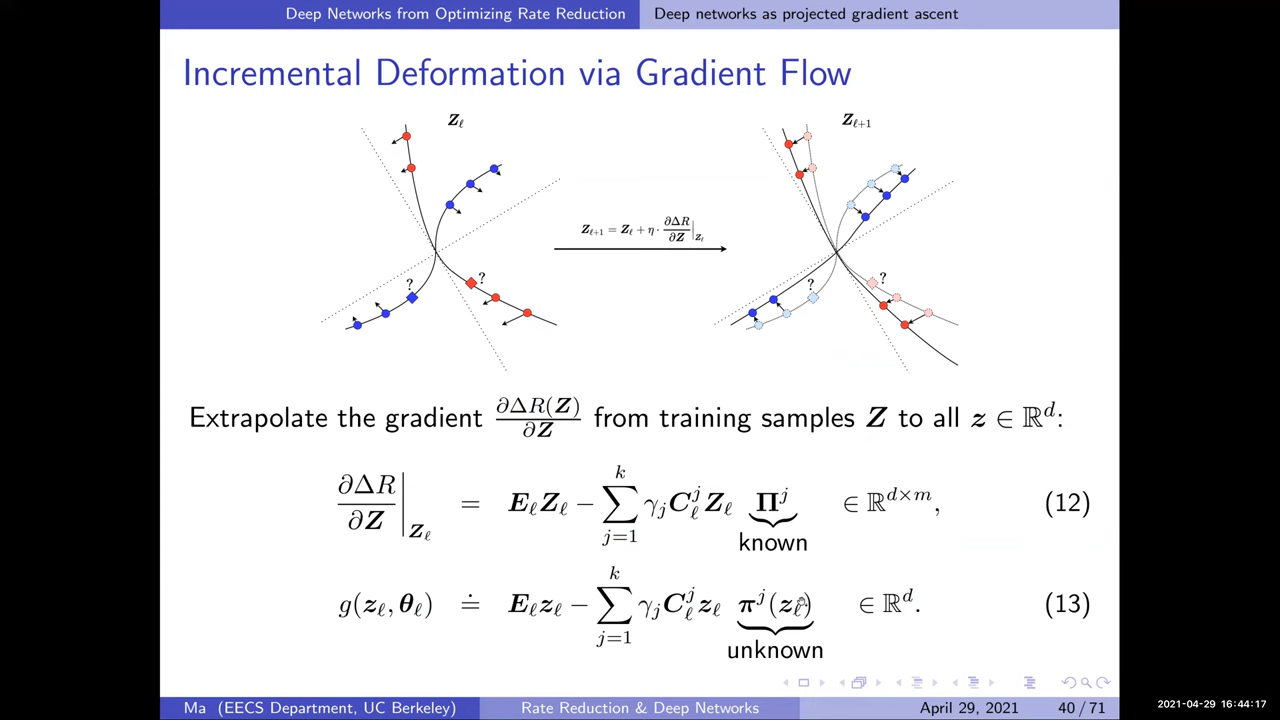 Deep Networks from Optimizing Rate Reduction Deep networks as projected gradient ascent
Incremental Deformation via Gradient Flow
Z_ℓ Z_{ℓ+1}
Z_{ℓ+1} = Z_ℓ + η · ∂ΔR/∂Z |_{Z_ℓ}
? ? ? ?
Extrapolate the gradient ∂ΔR(Z)/∂Z from training samples Z to all z ∈ ℝ^d:
∂ΔR/∂Z |_{Z_ℓ} = E_ℓ Z_ℓ − ∑_{j=1}^{k} γ_j C_ℓ^j Z_ℓ Π^j ∈ ℝ^{d×m}, (12)
known
g(z_ℓ, θ_ℓ) ≐ E_ℓ z_ℓ − ∑_{j=1}^{k} γ_j C_ℓ^j z_ℓ π^j(z_ℓ) ∈ ℝ^d. (13)
unknown
Ma (EECS Department, UC Berkeley) Rate Reduction & Deep Networks April 29, 2021 40 / 71
2021-04-29 16:44:17